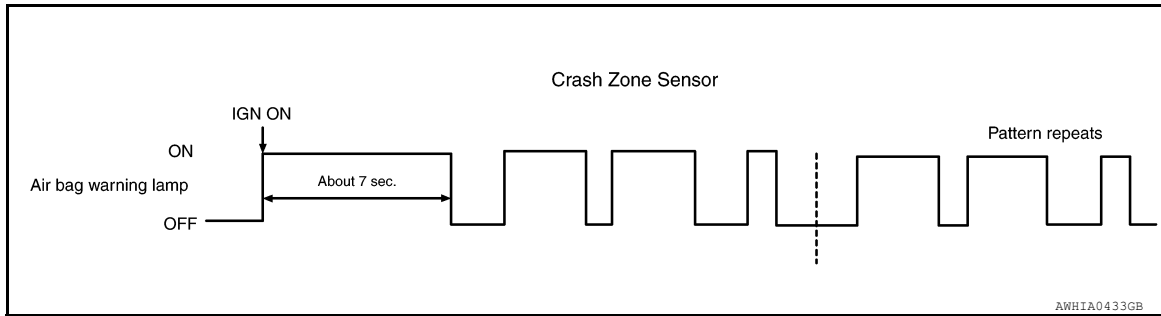 Crash Zone Sensor
IGN ON
ON
Pattern repeats
Air bag warning lamp
About 7 sec.
OFF
AWHIA0433GB